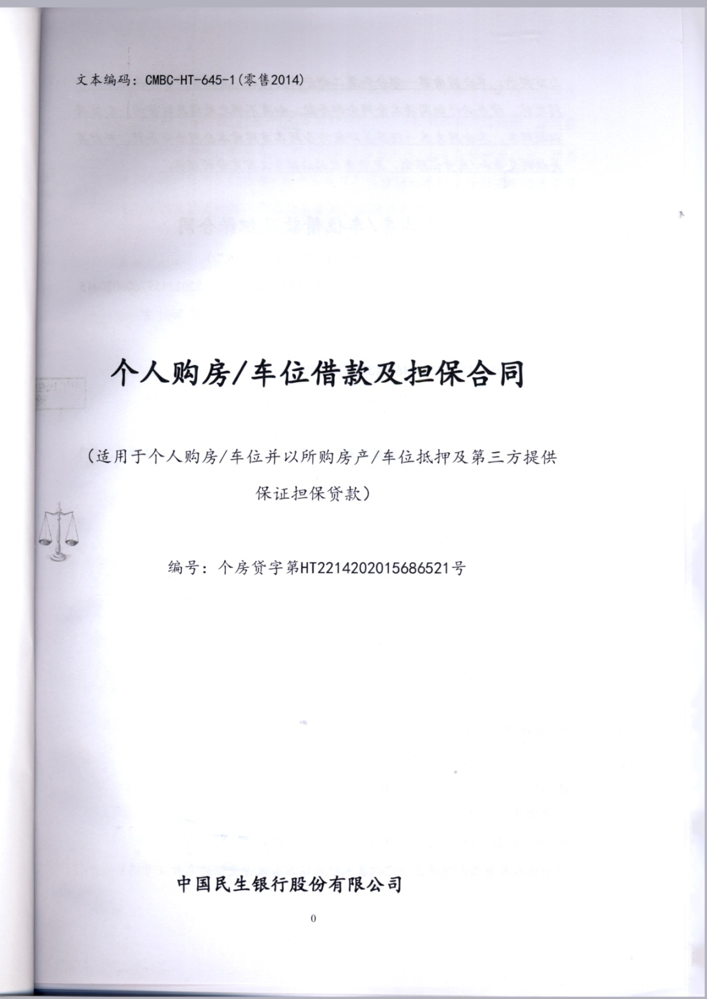 文本编码：CMBC-HT-645-1(零售2014)
个人购房/车位借款及担保合同
（适用于个人购房/车位并以所购房产/车位抵押及第三方提供
保证担保贷款）
编号：个房贷字第HT2214202015686521号
中国民生银行股份有限公司
0